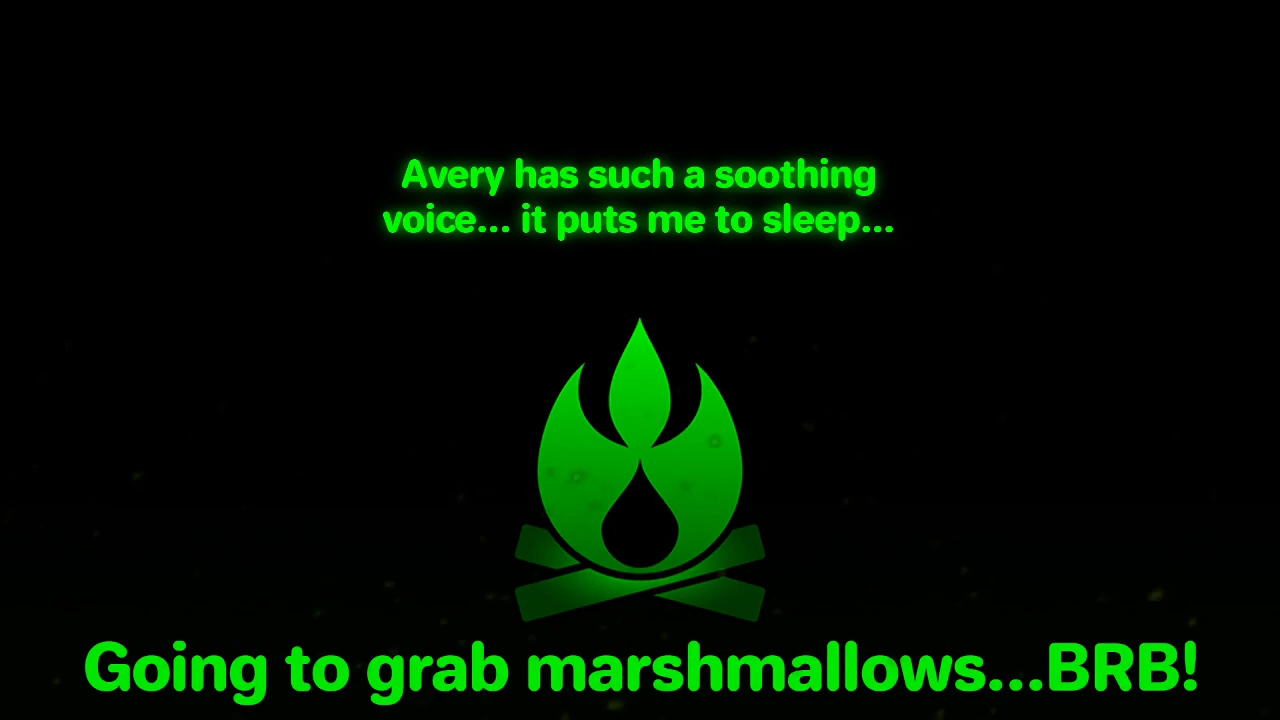 Avery has such a soothing
voice... it puts me to sleep...
Going to grab marshmallows...BRB!